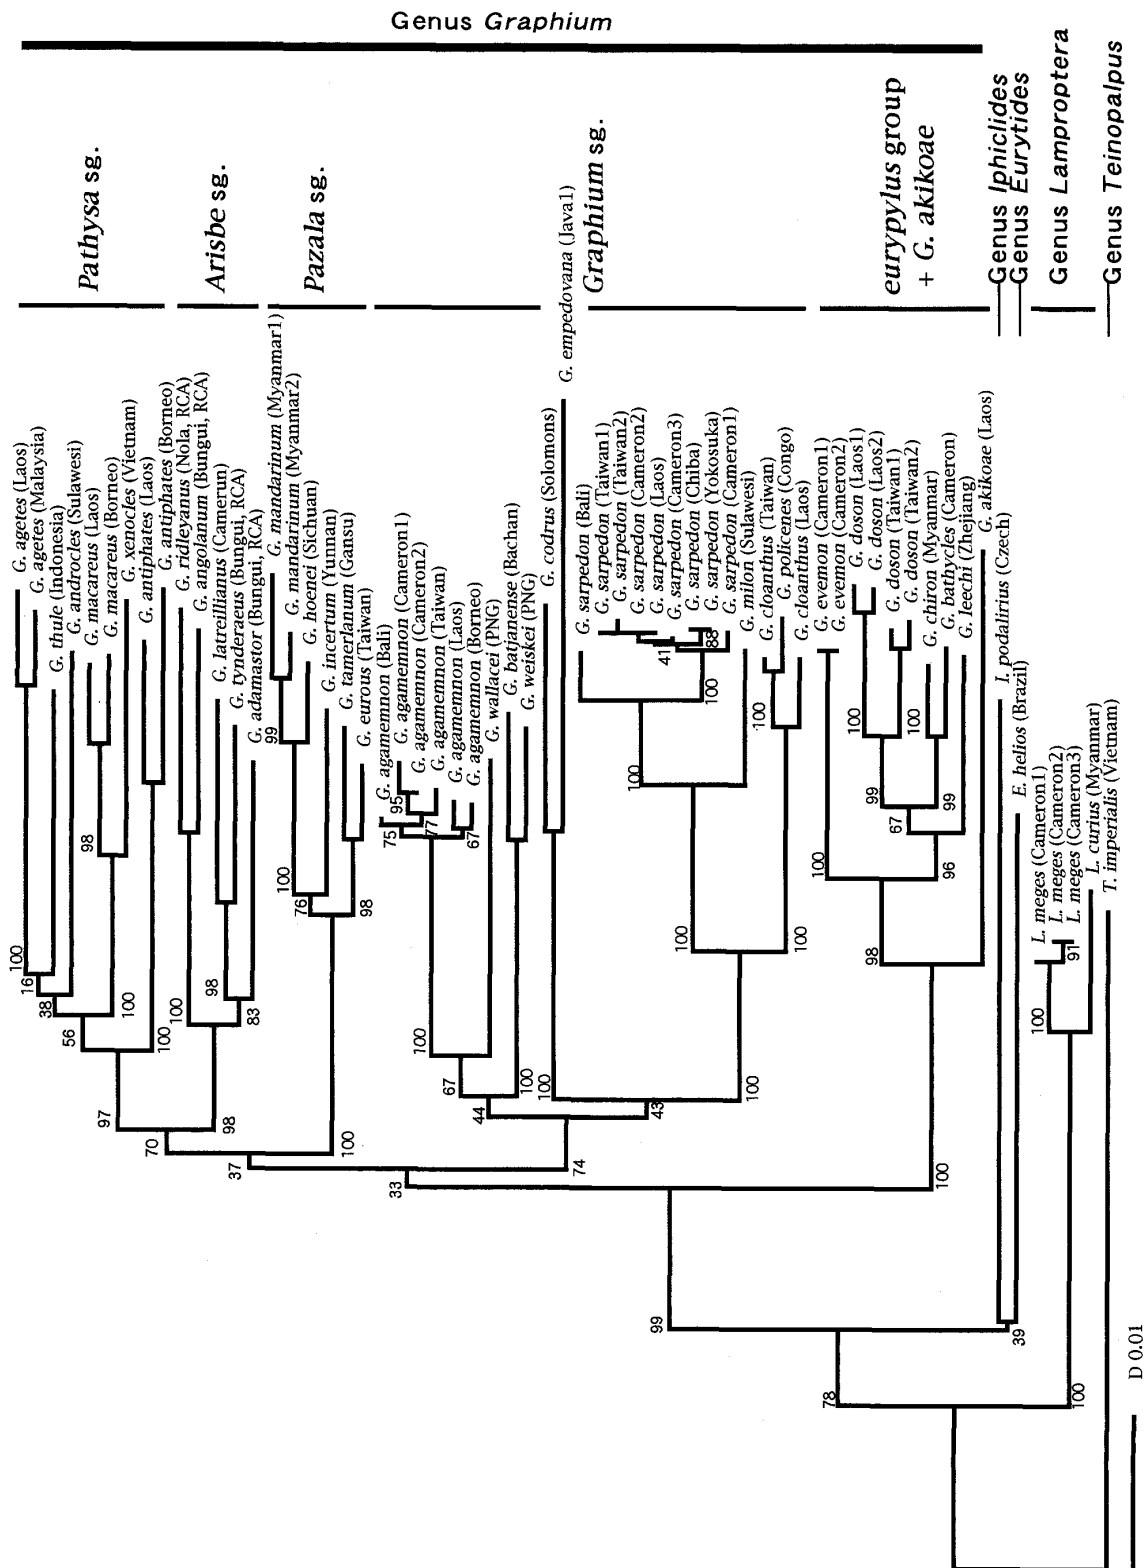 Genus Graphium
Pathysa sg.
Arisbe sg.
Pazala sg.
Graphium sg.
eurypylus group
+ G. akikoae
Genus Iphiclides
Genus Eurytides
Genus Lamproptera
Genus Teinopalpus
G. agetes (Laos)
G. agetes (Malaysia)
G. thule (Indonesia)
G. androcles (Sulawesi)
G. macareus (Laos)
G. macareus (Borneo)
G. xenocles (Vietnam)
G. antiphates (Laos)
G. antiphates (Borneo)
G. ridleyanus (Nola, RCA)
G. angolanum (Bungui, RCA)
G. latreillianus (Camerun)
G. tynderaeus (Bungui, RCA)
G. adamastor (Bungui, RCA)
G. mandarinum (Myanmar1)
G. mandarinum (Myanmar2)
G. hoenei (Sichuan)
G. incertum (Yunnan)
G. tamerlanum (Gansu)
G. eurous (Taiwan)
G. agamemnon (Bali)
G. agamemnon (Cameron1)
G. agamemnon (Cameron2)
G. agamemnon (Taiwan)
G. agamemnon (Laos)
G. agamemnon (Borneo)
G. wallacei (PNG)
G. batjanense (Bachan)
G. weiskei (PNG)
G. codrus (Solomons)
G. empedovana (Java1)
G. sarpedon (Bali)
G. sarpedon (Taiwan1)
G. sarpedon (Taiwan2)
G. sarpedon (Cameron2)
G. sarpedon (Laos)
G. sarpedon (Cameron3)
G. sarpedon (Chiba)
G. sarpedon (Yokosuka)
G. sarpedon (Cameron1)
G. milon (Sulawesi)
G. cloanthus (Taiwan)
G. policenes (Congo)
G. cloanthus (Laos)
G. evemon (Cameron1)
G. evemon (Cameron2)
G. doson (Laos1)
G. doson (Laos2)
G. doson (Taiwan1)
G. doson (Taiwan2)
G. chiron (Myanmar)
G. bathycles (Cameron)
G. leechi (Zhejiang)
G. akikoae (Laos)
I. podalirius (Czech)
E. helios (Brazil)
L. meges (Cameron1)
L. meges (Cameron2)
L. meges (Cameron3)
L. curius (Myanmar)
T. imperialis (Vietnam)
100
16
38
56
98
100
100
97
100
98
83
98
70
99
100
76
98
100
37
75
95
77
67
100
67
100
44
100
43
74
33
41
88
100
100
100
100
100
100
100
100
99
67
99
96
100
98
100
99
39
78
100
91
100
D 0.01